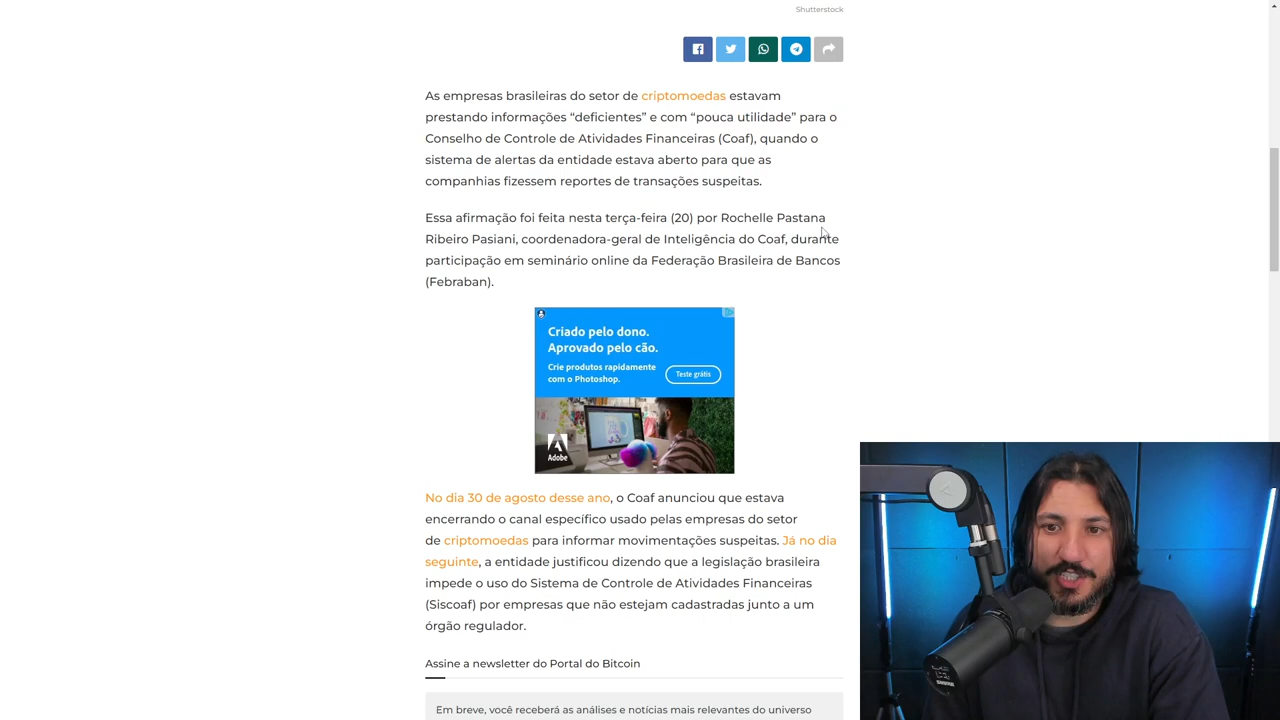 Shutterstock
As empresas brasileiras do setor de criptomoedas estavam
prestando informações “deficientes” e com “pouca utilidade” para o
Conselho de Controle de Atividades Financeiras (Coaf), quando o
sistema de alertas da entidade estava aberto para que as
companhias fizessem reportes de transações suspeitas.
Essa afirmação foi feita nesta terça-feira (20) por Rochelle Pastana
Ribeiro Pasiani, coordenadora-geral de Inteligência do Coaf, durante
participação em seminário online da Federação Brasileira de Bancos
(Febraban).
Criado pelo dono.
Aprovado pelo cão.
Crie produtos rapidamente
com o Photoshop.
Teste grátis
Adobe
No dia 30 de agosto desse ano, o Coaf anunciou que estava
encerrando o canal específico usado pelas empresas do setor
de criptomoedas para informar movimentações suspeitas. Já no dia
seguinte, a entidade justificou dizendo que a legislação brasileira
impede o uso do Sistema de Controle de Atividades Financeiras
(Siscoaf) por empresas que não estejam cadastradas junto a um
órgão regulador.
Assine a newsletter do Portal do Bitcoin
Em breve, você receberá as análises e notícias mais relevantes do universo